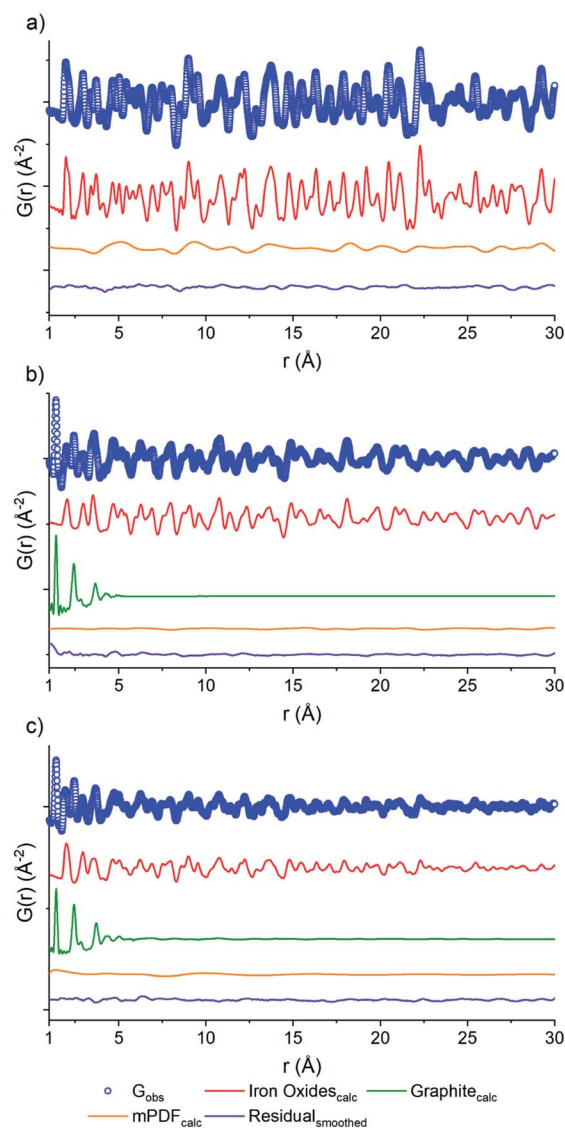 a)
G(r) (Å⁻²)
1 5 10 15 20 25 30
r (Å)
b)
G(r) (Å⁻²)
1 5 10 15 20 25 30
r (Å)
c)
G(r) (Å⁻²)
1 5 10 15 20 25 30
r (Å)
G_obs Iron Oxides_calc Graphite_calc
mPDF_calc Residual_smoothed